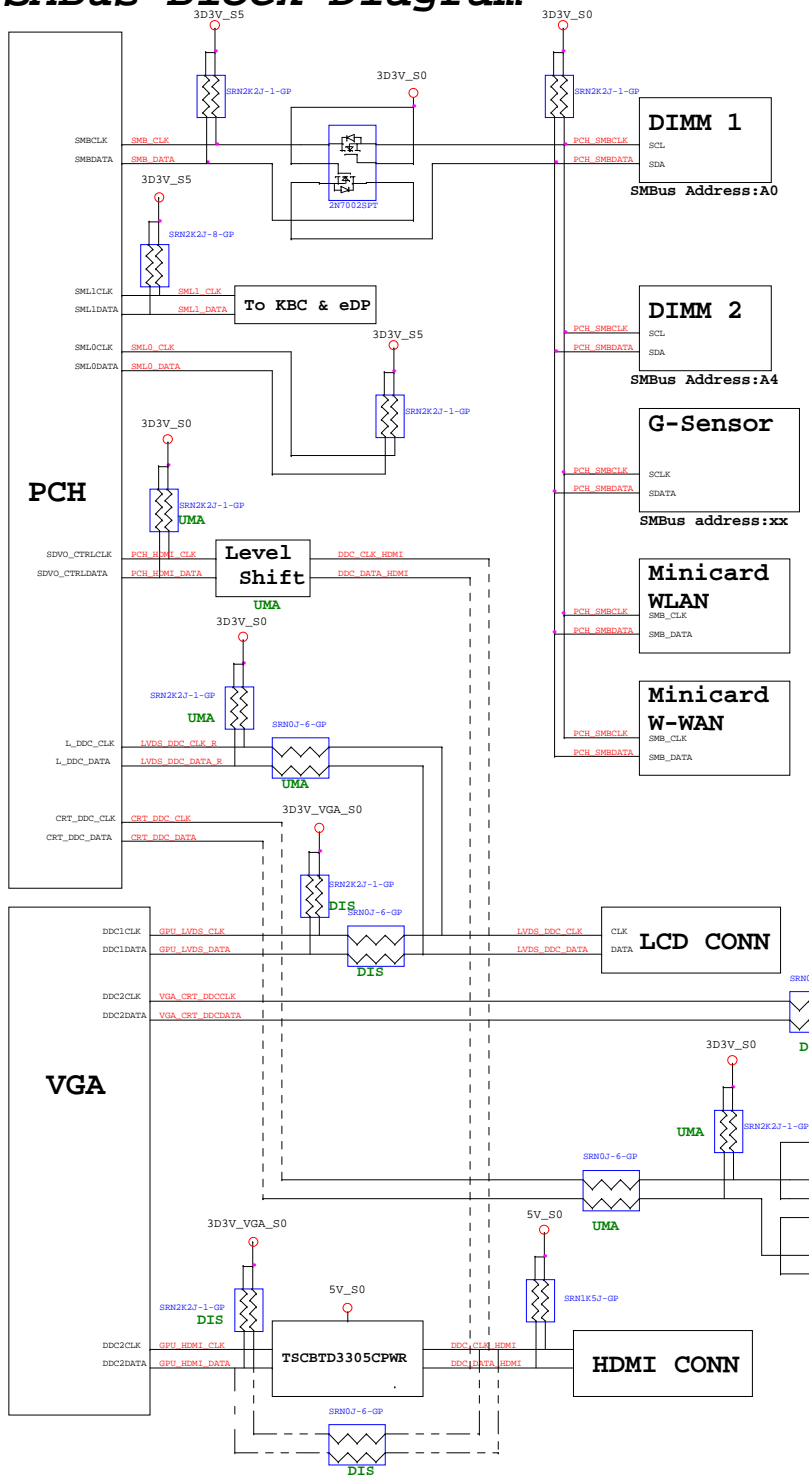 SMBus Block Diagram
3D3V_S5
3D3V_S0
SRN2K2J-1-GP
3D3V_S0
SRN2K2J-1-GP
DIMM 1
SMBCLK
SMB_CLK
PCH_SMBCLK
SCL
SMBDATA
SMB_DATA
PCH_SMBDATA
SDA
3D3V_S5
2N7002SPT
SMBus Address:A0
SRN2K2J-8-GP
SML1CLK
SML1_CLK
To KBC & eDP
SML1DATA
SML1_DATA
DIMM 2
3D3V_S5
PCH_SMBCLK
SCL
SML0CLK
SML0_CLK
PCH_SMBDATA
SDA
SML0DATA
SML0_DATA
SMBus Address:A4
SRN2K2J-1-GP
3D3V_S0
G-Sensor
PCH_SMBCLK
SCLK
PCH_SMBDATA
SDATA
PCH
SRN2K2J-1-GP
UMA
SMBus address:xx
SDVO_CTRLCLK
PCH_HDMI_CLK
Level
Shift
DDC_CLK_HDMI
SDVO_CTRLDATA
PCH_HDMI_DATA
DDC_DATA_HDMI
UMA
Minicard
WLAN
PCH_SMBCLK
SMB_CLK
PCH_SMBDATA
SMB_DATA
3D3V_S0
SRN2K2J-1-GP
UMA
SRN0J-6-GP
Minicard
W-WAN
PCH_SMBCLK
SMB_CLK
PCH_SMBDATA
SMB_DATA
L_DDC_CLK
LVDS_DDC_CLK_R
L_DDC_DATA
LVDS_DDC_DATA_R
UMA
3D3V_VGA_S0
CRT_DDC_CLK
CRT_DDC_CLK
CRT_DDC_DATA
CRT_DDC_DATA
SRN2K2J-1-GP
DIS
SRN0J-6-GP
DDC1CLK
GPU_LVDS_CLK
LVDS_DDC_CLK
CLK
LCD CONN
DDC1DATA
GPU_LVDS_DATA
LVDS_DDC_DATA
DATA
DIS
SRN0
DDC2CLK
VGA_CRT_DDCCLK
DDC2DATA
VGA_CRT_DDCDATA
D
3D3V_S0
VGA
UMA
SRN2K2J-1-GP
SRN0J-6-GP
UMA
3D3V_VGA_S0
5V_S0
5V_S0
SRN2K2J-1-GP
DIS
SRN1K5J-GP
DDC2CLK
GPU_HDMI_CLK
TSCBTD3305CPWR
DDC_CLK_HDMI
HDMI CONN
DDC2DATA
GPU_HDMI_DATA
DDC_DATA_HDMI
SRN0J-6-GP
DIS